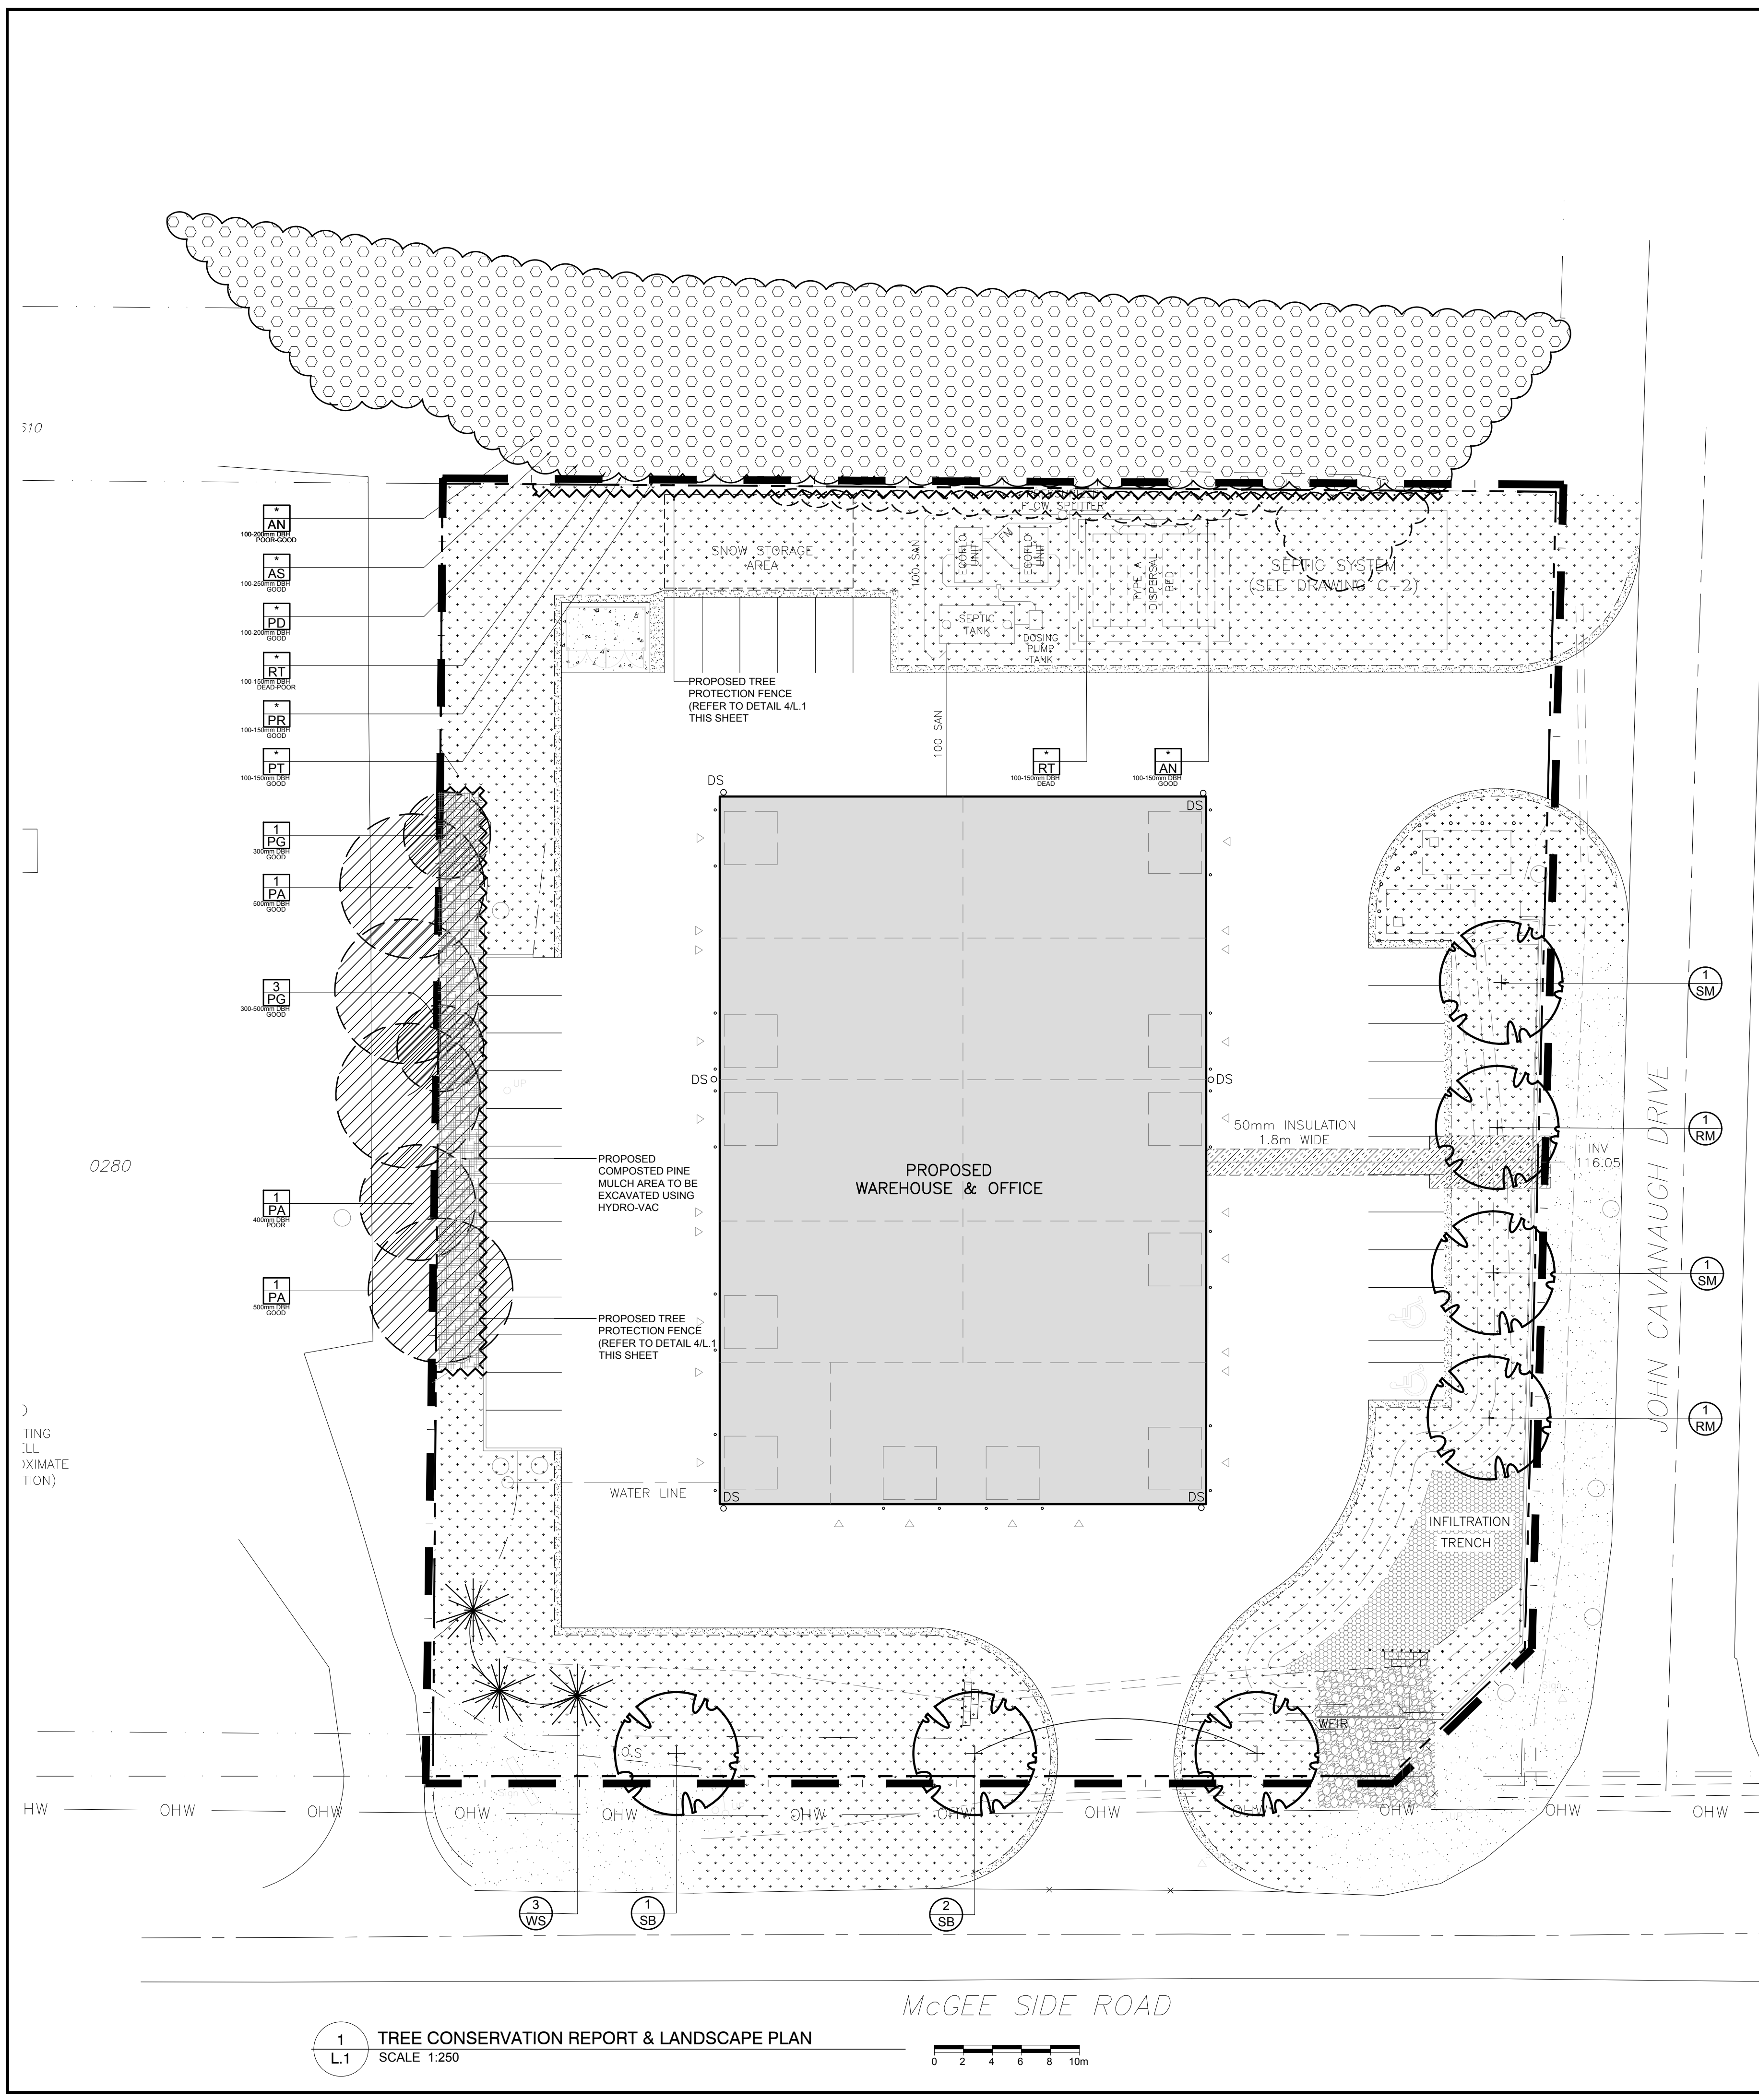 510
*
AN
100-200mm DBH
POOR-GOOD
*
AS
100-250mm DBH
GOOD
*
PD
100-200mm DBH
GOOD
*
RT
100-150mm DBH
DEAD-POOR
*
PR
100-150mm DBH
GOOD
*
PT
100-150mm DBH
GOOD
1
PG
300mm DBH
GOOD
1
PA
500mm DBH
GOOD
3
PG
300-500mm DBH
GOOD
1
PA
400mm DBH
POOR
1
PA
500mm DBH
GOOD
0280
TING
OXIMATE
TION)
SNOW STORAGE
AREA
FLOW SPLITTER
100 SAN
ECOFLO
UNIT
FM
ECOFLO
UNIT
TYPE A
DISPERSAL
BED
SEPTIC SYSTEM
(SEE DRAWING C-2)
SEPTIC
TANK
DOSING
PUMP
TANK
PROPOSED TREE
PROTECTION FENCE
(REFER TO DETAIL 4/L.1
THIS SHEET
100 SAN
*
RT
100-150mm DBH
DEAD
*
AN
100-150mm DBH
GOOD
DS
DS
DS
DS
DS
DS
UP
PROPOSED
COMPOSTED PINE
MULCH AREA TO BE
EXCAVATED USING
HYDRO-VAC
PROPOSED
WAREHOUSE & OFFICE
50mm INSULATION
1.8m WIDE
INV
116.05
PROPOSED TREE
PROTECTION FENCE
(REFER TO DETAIL 4/L.1
THIS SHEET
WATER LINE
1
SM
1
RM
1
SM
1
RM
JOHN CAVANAUGH DRIVE
INFILTRATION
TRENCH
WEIR
T.O.S
HW
OHW
OHW
OHW
OHW
OHW
OHW
OHW
OHW
OHW
OHW
OHW
3
WS
1
SB
2
SB
McGEE SIDE ROAD
1
L.1
TREE CONSERVATION REPORT & LANDSCAPE PLAN
SCALE 1:250
0 2 4 6 8 10m